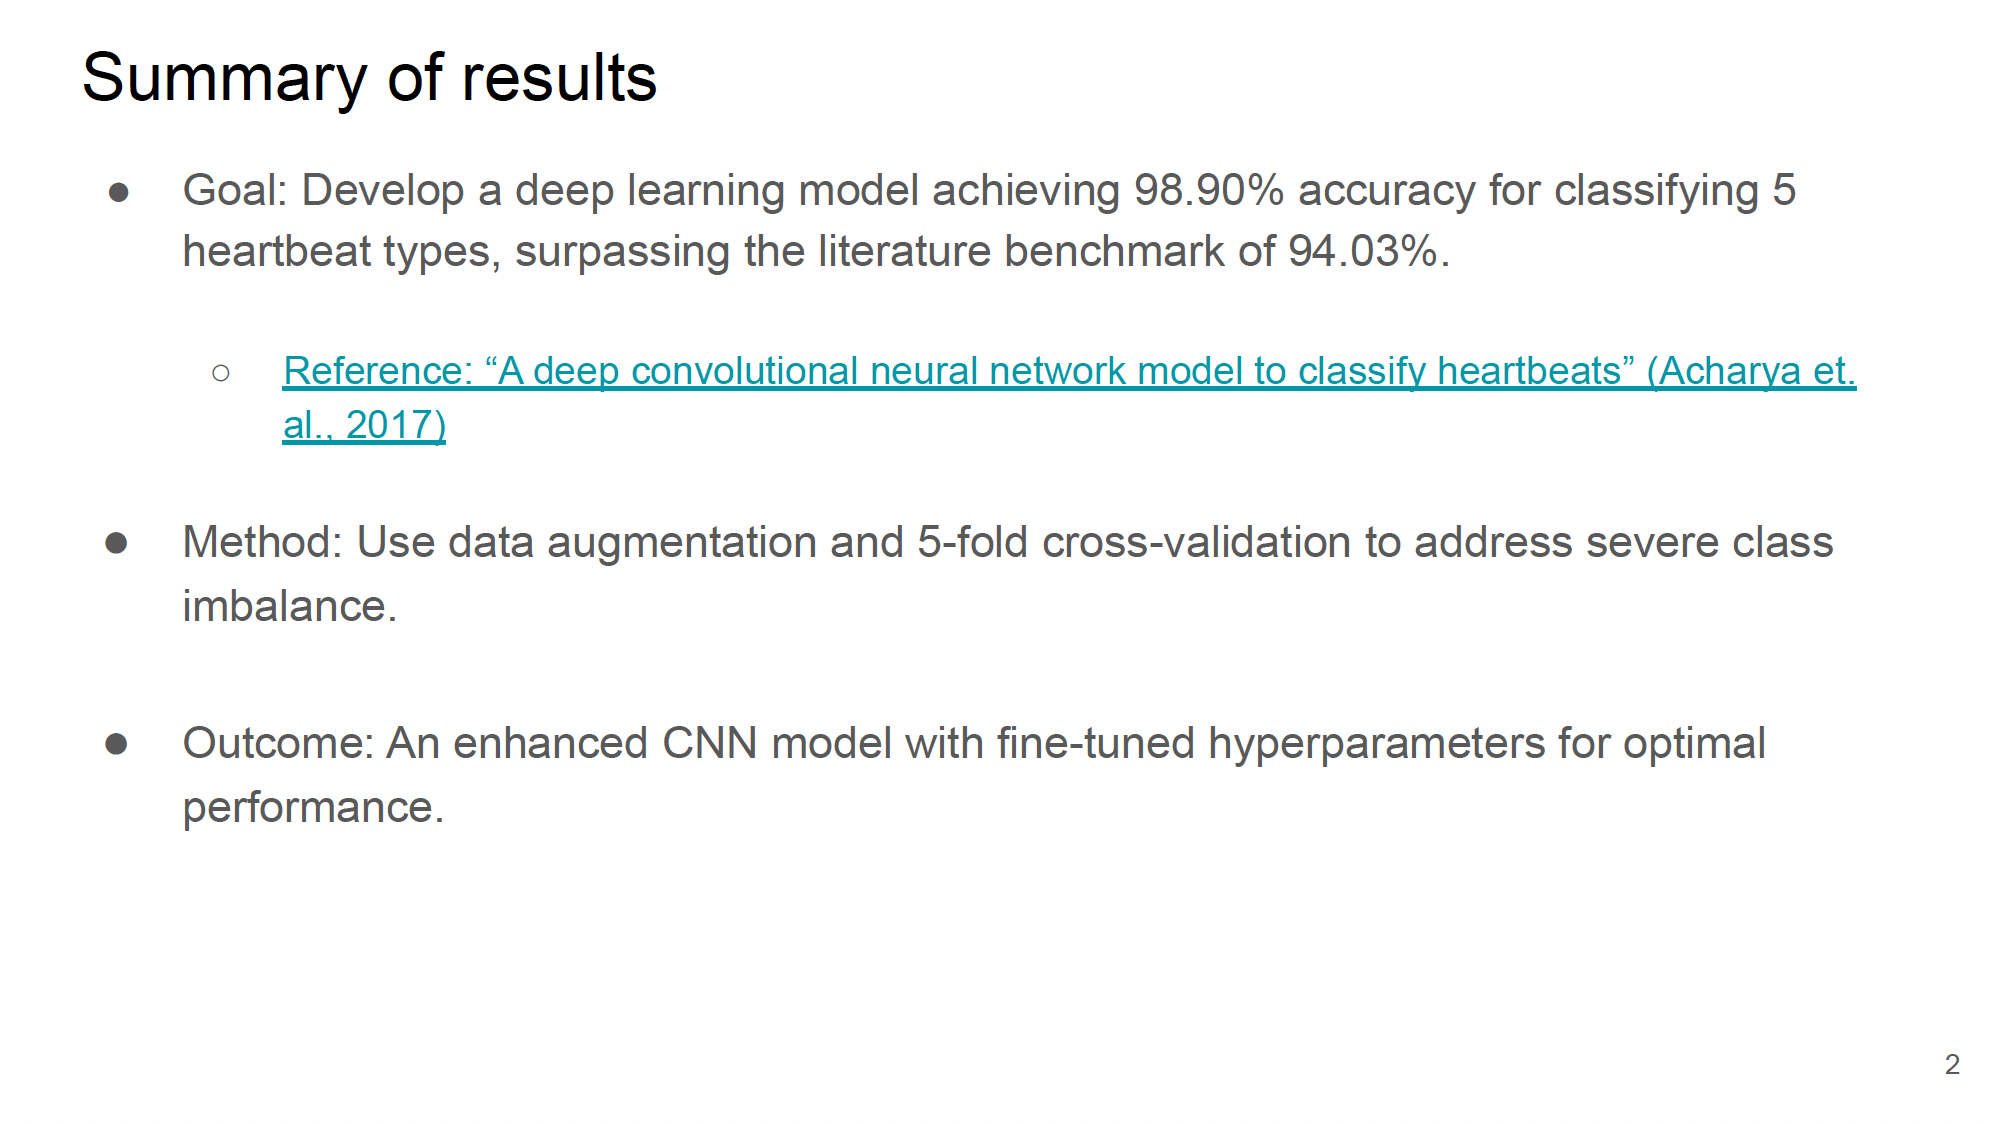 Summary of results
● Goal: Develop a deep learning model achieving 98.90% accuracy for classifying 5
heartbeat types, surpassing the literature benchmark of 94.03%.
○ Reference: “A deep convolutional neural network model to classify heartbeats” (Acharya et.
al., 2017)
● Method: Use data augmentation and 5-fold cross-validation to address severe class
imbalance.
● Outcome: An enhanced CNN model with fine-tuned hyperparameters for optimal
performance.
2